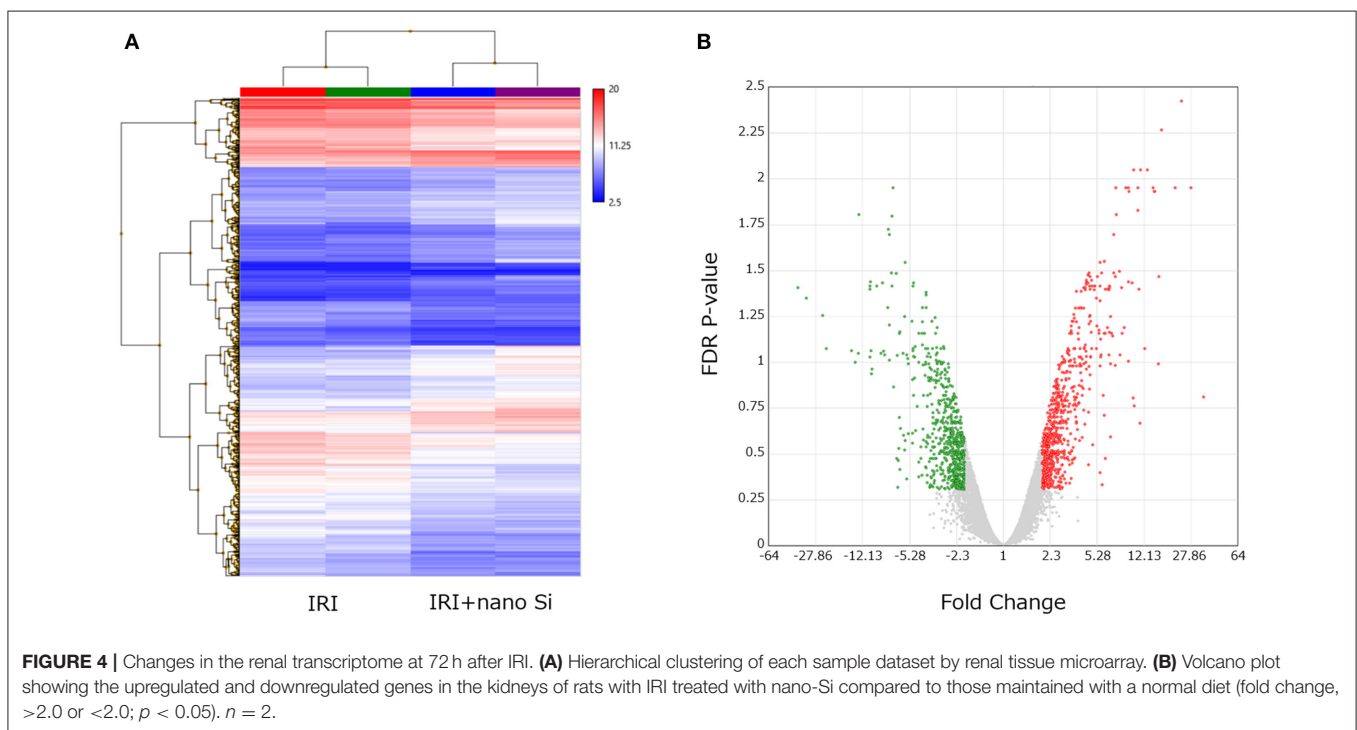 A
20
11.25
2.5
IRI
IRI+nano Si
B
2.5
2.25
2
1.75
1.5
1.25
1
0.75
0.5
0.25
0
FDR P-value
-64 -27.86 -12.13 -5.28 -2.3 1 2.3 5.28 12.13 27.86 64
Fold Change
FIGURE 4 | Changes in the renal transcriptome at 72 h after IRI. (A) Hierarchical clustering of each sample dataset by renal tissue microarray. (B) Volcano plot
showing the upregulated and downregulated genes in the kidneys of rats with IRI treated with nano-Si compared to those maintained with a normal diet (fold change,
>2.0 or <2.0; p < 0.05). n = 2.